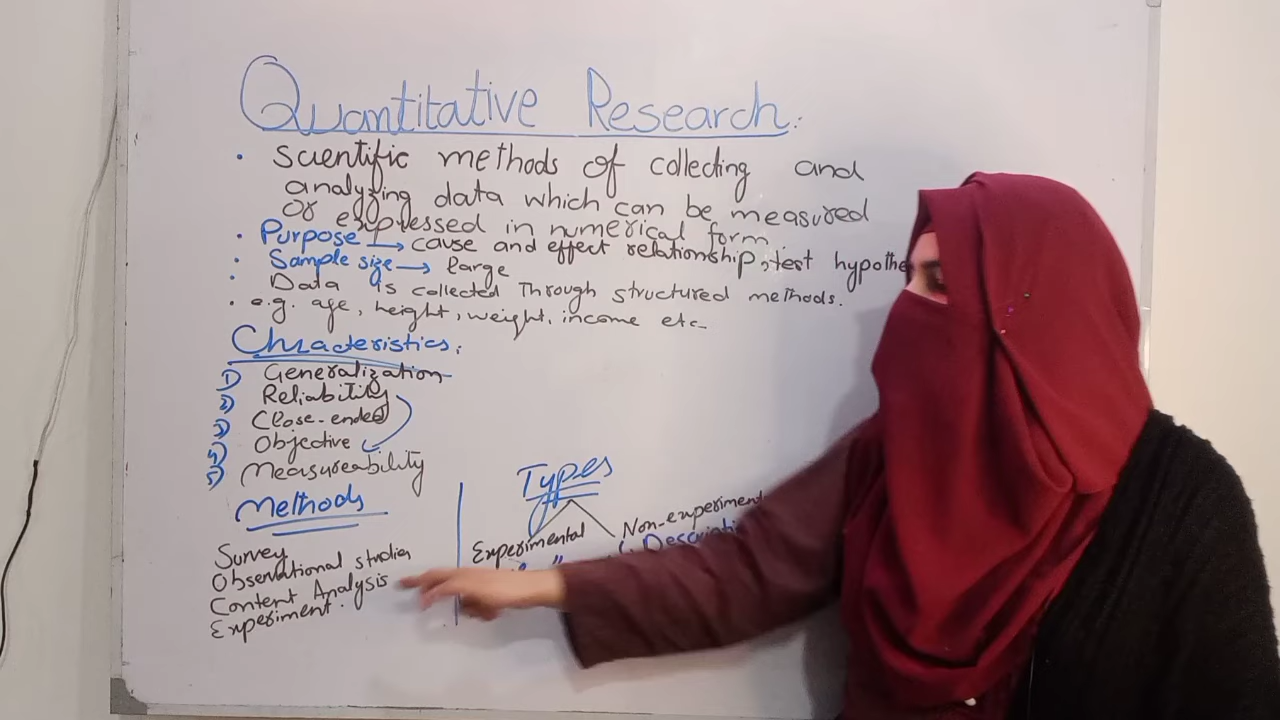 Quantitative Research:
• Scientific methods of collecting and
analyzing data which can be measured
or expressed in numerical form
• Purpose → cause and effect relationship, test hypothe
• Sample size → large
• Data is collected through structured methods.
• e.g. age, height, weight, income etc
Chracteristics:
1) Generalization
2) Reliability
3) Close-ended
4) Objective
5) Measureability
Methods
Survey
Observational studies
Content Analysis
Experiment.
Types
Experimental
Non-experiment